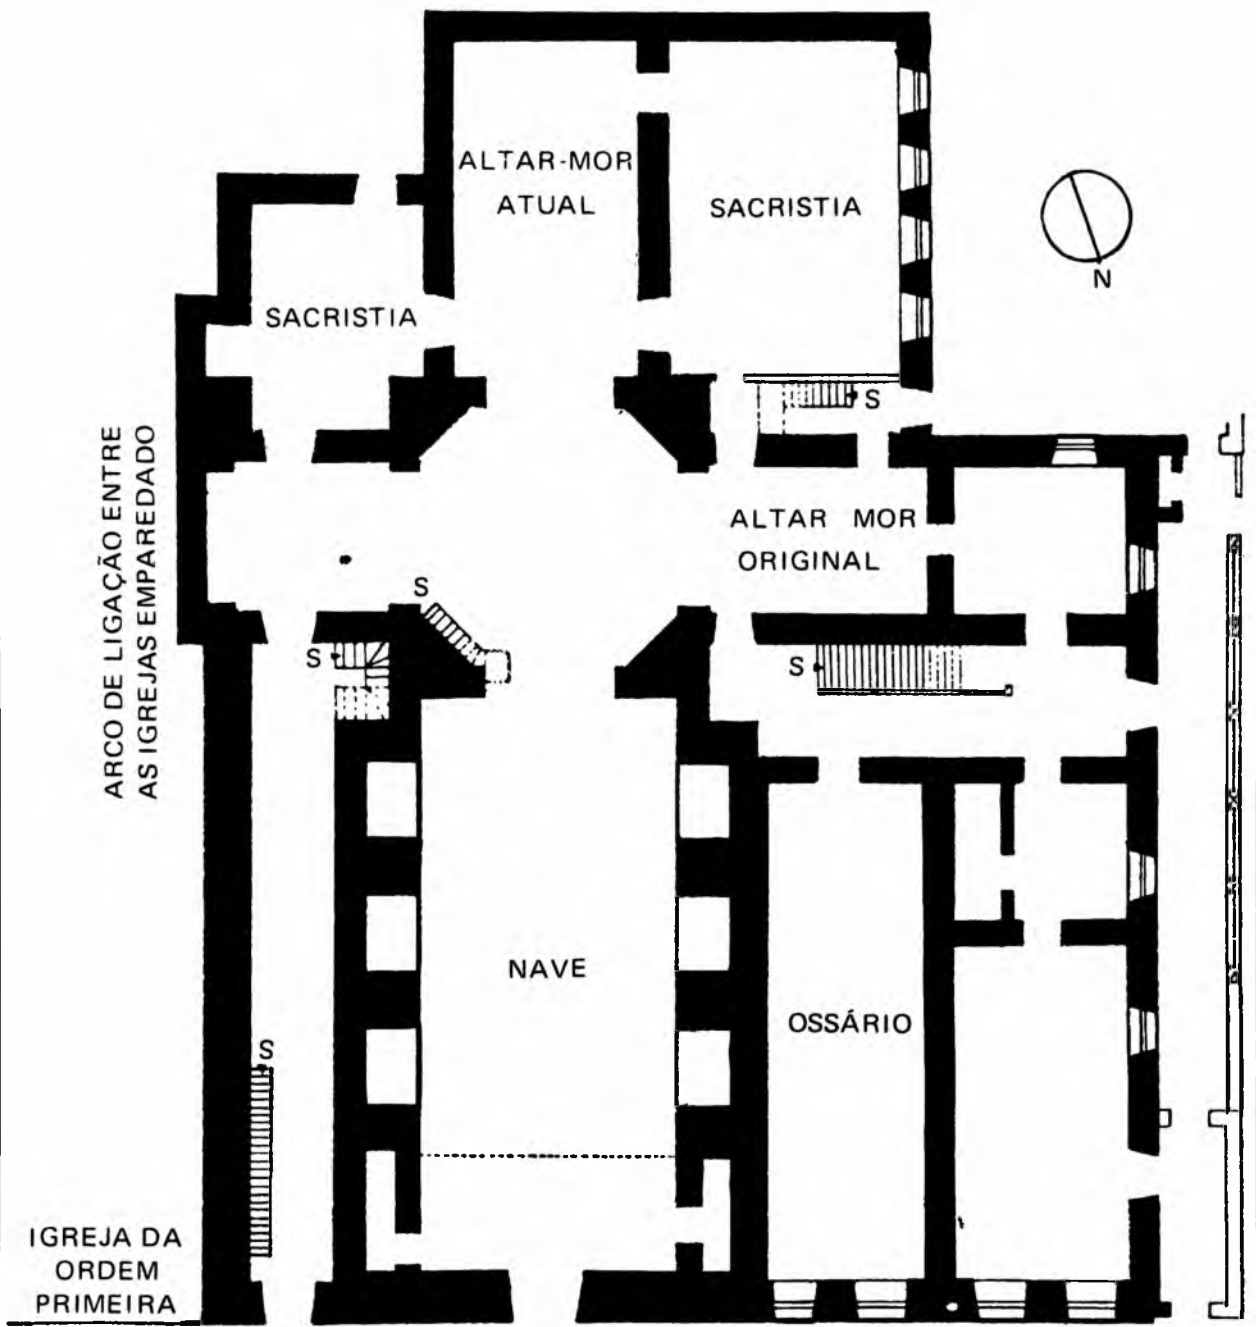 ALTAR-MOR
ATUAL
SACRISTIA
N
SACRISTIA
S
ARCO DE LIGAÇÃO ENTRE
AS IGREJAS EMPAREDADO
ALTAR MOR
ORIGINAL
S
S
S
NAVE
OSSÁRIO
S
IGREJA DA
ORDEM
PRIMEIRA